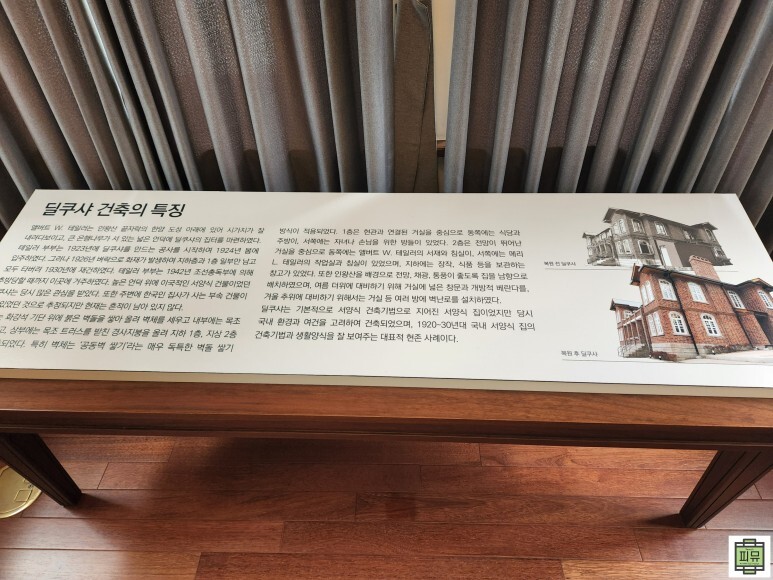 딜쿠샤 건축의 특징
앨버트 W. 테일러는 인왕산 끝자락의 한양 도성 아래에 있어 시가지가 잘
내려다보이고, 큰 은행나무가 서 있는 넓은 언덕에 딜쿠샤의 집터를 마련하였다.
테일러 부부는 1923년에 딜쿠샤를 만드는 공사를 시작하여 1924년 봄에
입주하였다. 그러나 1926년 벼락으로 화재가 발생하여 지하층과 1층 일부만 남고
모두 타버려 1930년에 재건하였다. 테일러 부부는 1942년 조선총독부에 의해
추방당할 때까지 이곳에 거주하였다. 높은 언덕 위에 이국적인 서양식 건물이었던
쿠샤는 당시 많은 관심을 받았다. 또한 주변에 한국인 집사가 사는 부속 건물이
있었던 것으로 추정되지만 현재는 흔적이 남아 있지 않다.
화강석 기단 위에 붉은 벽돌을 쌓아 올려 벽체를 세우고 내부에는 목조
고, 상부에는 목조 트러스를 받친 경사지붕을 올려 지하 1층, 지상 2층
되었다. 특히 벽체는 '공동벽 쌓기'라는 매우 독특한 벽돌 쌓기
방식이 적용되었다. 1층은 현관과 연결된 거실을 중심으로 동쪽에는 식당과
주방이, 서쪽에는 자녀나 손님을 위한 방들이 있었다. 2층은 전망이 뛰어난
거실을 중심으로 동쪽에는 앨버트 W. 테일러의 서재와 침실이, 서쪽에는 메리
L. 테일러의 작업실과 침실이 있었으며, 지하에는 장작, 식품 등을 보관하는
창고가 있었다. 또한 인왕산을 배경으로 전망, 채광, 통풍이 좋도록 집을 남향으로
배치하였으며, 여름 더위에 대비하기 위해 거실에 넓은 창문과 개방적 베란다를,
겨울 추위에 대비하기 위해서는 거실 등 여러 방에 벽난로를 설치하였다.
딜쿠샤는 기본적으로 서양식 건축기법으로 지어진 서양식 집이었지만 당시
국내 환경과 여건을 고려하여 건축되었으며, 1920~30년대 국내 서양식 집의
건축기법과 생활양식을 잘 보여주는 대표적 현존 사례이다.
복원 전 딜쿠샤
복원 후 딜쿠샤
피뮤